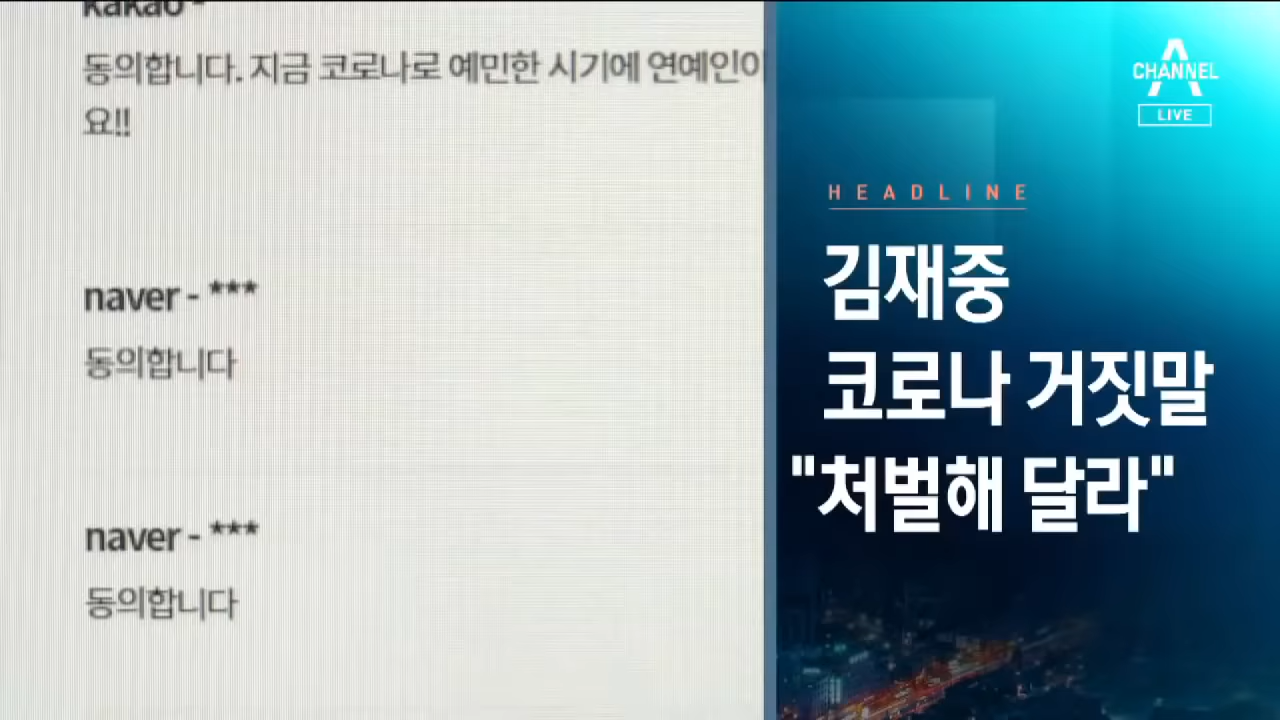 kakao -
동의합니다. 지금 코로나로 예민한 시기에 연예인이
요!!
naver - ***
동의합니다
naver - ***
동의합니다
CHANNEL A
LIVE
HEADLINE
김재중
코로나 거짓말
"처벌해 달라"